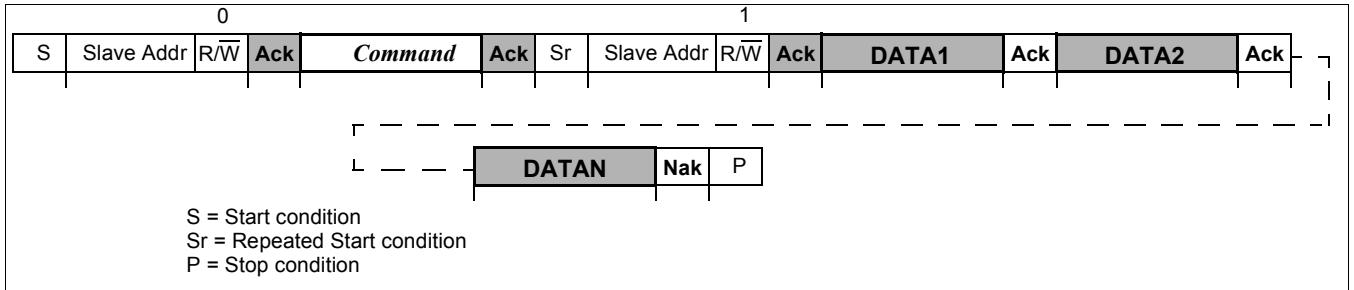 0 1
S Slave Addr R/W̅ Ack Command Ack Sr Slave Addr R/W̅ Ack DATA1 Ack DATA2 Ack
DATAN Nak P
S = Start condition
Sr = Repeated Start condition
P = Stop condition